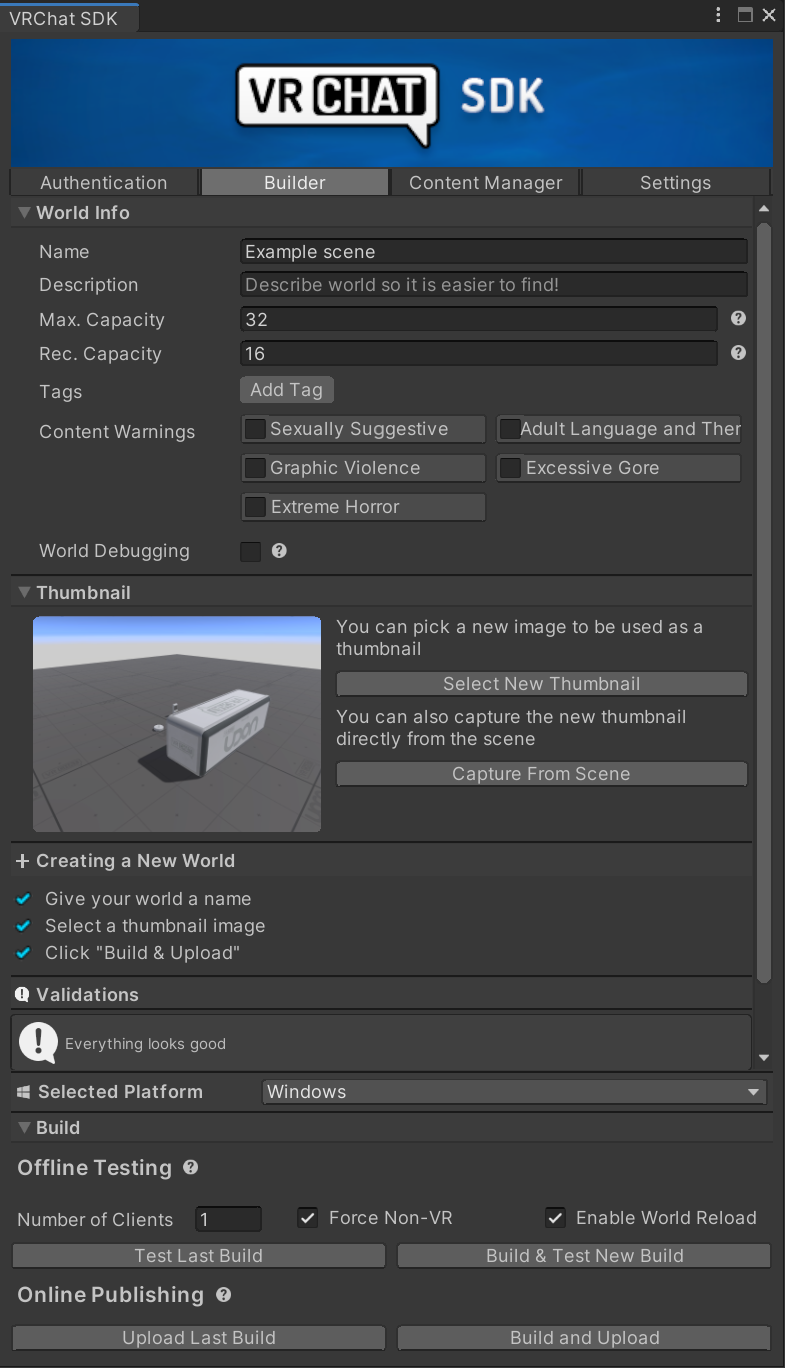 VRChat SDK
VRCHAT SDK
Authentication
Builder
Content Manager
Settings
World Info
Name
Example scene
Description
Describe world so it is easier to find!
Max. Capacity
32
Rec. Capacity
16
Tags
Add Tag
Content Warnings
Sexually Suggestive
Adult Language and Ther
Graphic Violence
Excessive Gore
Extreme Horror
World Debugging
Thumbnail
You can pick a new image to be used as a
thumbnail
Select New Thumbnail
You can also capture the new thumbnail
directly from the scene
Capture From Scene
UDON
Creating a New World
Give your world a name
Select a thumbnail image
Click "Build & Upload"
Validations
Everything looks good
Selected Platform
Windows
Build
Offline Testing
Number of Clients
1
Force Non-VR
Enable World Reload
Test Last Build
Build & Test New Build
Online Publishing
Upload Last Build
Build and Upload